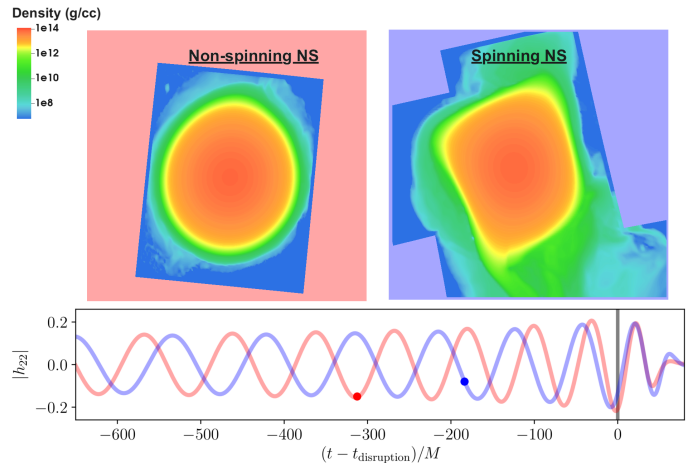 Density (g/cc)
1e14
1e12
1e10
1e8
Non-spinning NS
Spinning NS
0.2
0.0
−0.2
|h₂₂|
−600
−500
−400
−300
−200
−100
0
(t − t_disruption)/M